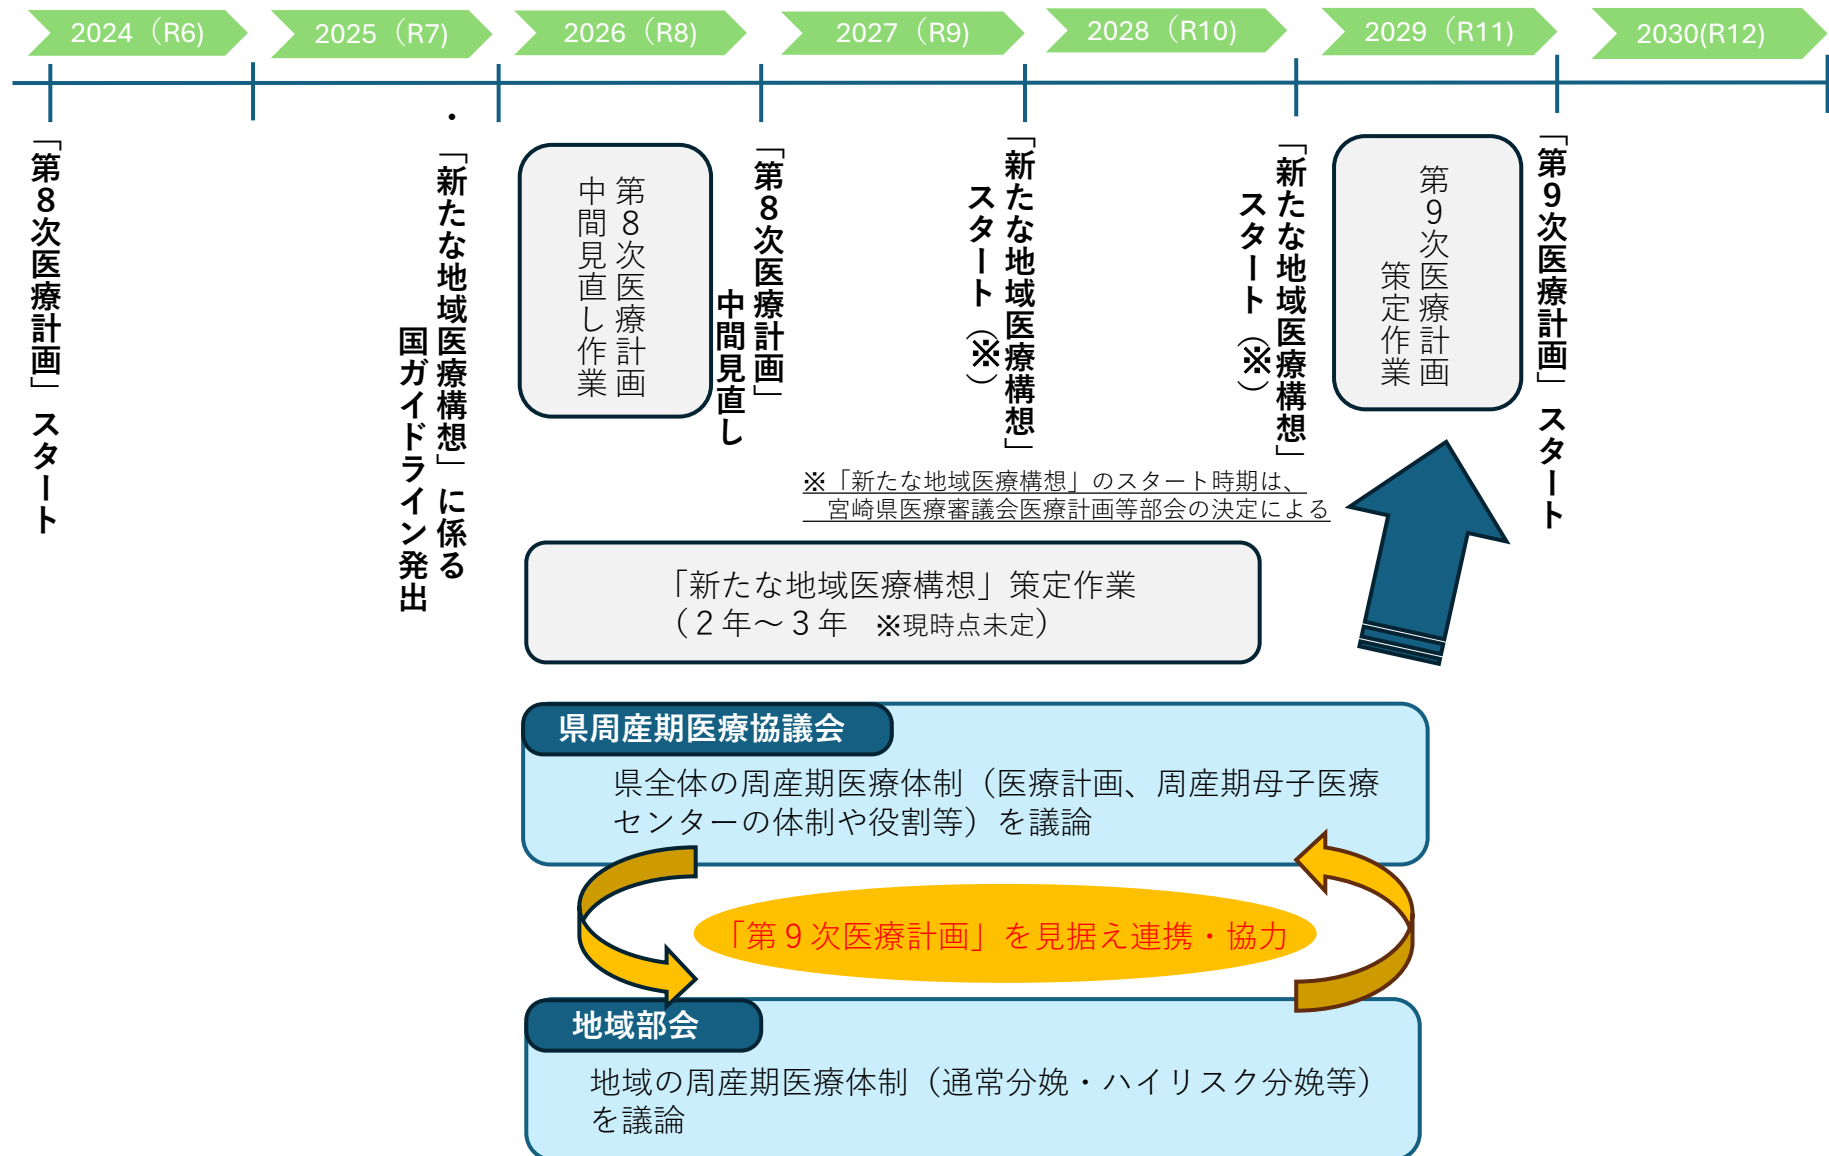 2024（R6)
2025（R7)
2026（R8)
2027（R9)
2028（R10)
2029（R11)
2030(R12)
「第８次医療計画」スタート
・
「新たな地域医療構想」に係る
国ガイドライン発出
第８次医療計画
中間見直し作業
「第８次医療計画」
中間見直し
「新たな地域医療構想」
スタート（※）
「新たな地域医療構想」
スタート（※）
第９次医療計画
策定作業
「第９次医療計画」スタート
※「新たな地域医療構想」のスタート時期は、
宮崎県医療審議会医療計画等部会の決定による
「新たな地域医療構想」策定作業
（２年～３年　※現時点未定）
県周産期医療協議会
県全体の周産期医療体制（医療計画、周産期母子医療
センターの体制や役割等）を議論
「第９次医療計画」を見据え連携・協力
地域部会
地域の周産期医療体制（通常分娩・ハイリスク分娩等）
を議論